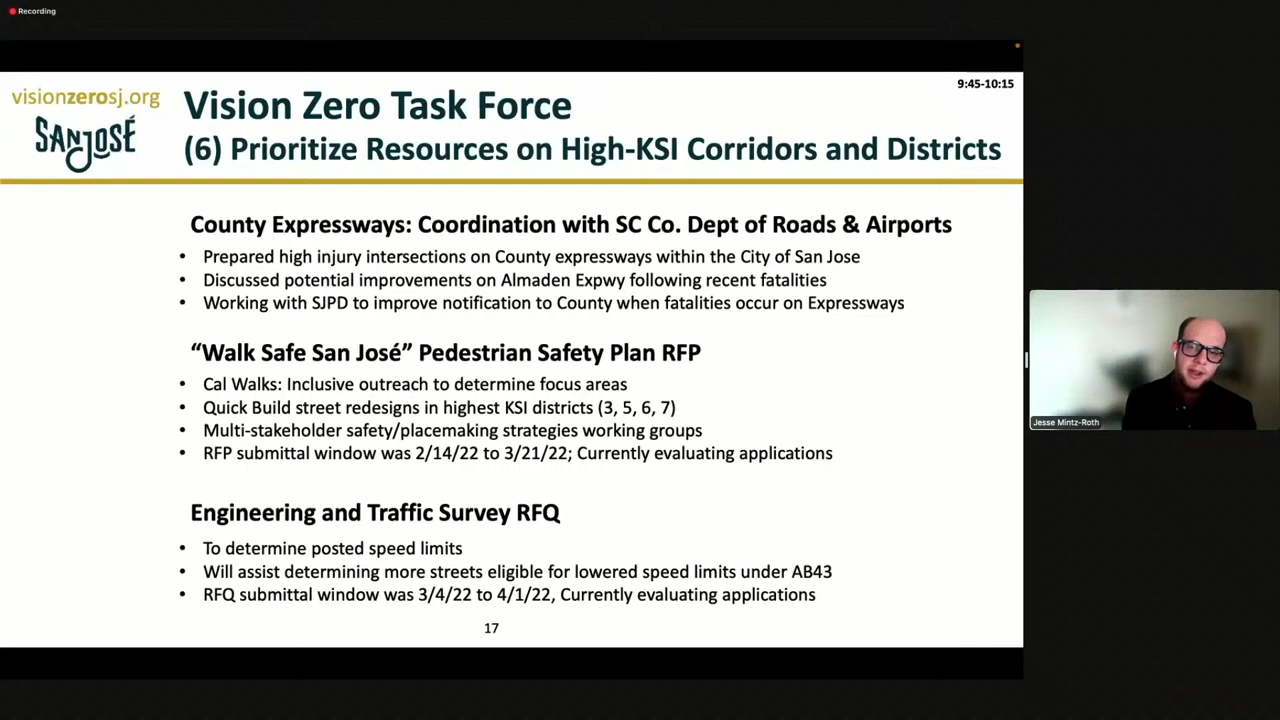 Recording
9:45-10:15
visionzerosj.org
SAN JOSÉ
Vision Zero Task Force
(6) Prioritize Resources on High-KSI Corridors and Districts
County Expressways: Coordination with SC Co. Dept of Roads & Airports
• Prepared high injury intersections on County expressways within the City of San Jose
• Discussed potential improvements on Almaden Expwy following recent fatalities
• Working with SJPD to improve notification to County when fatalities occur on Expressways
“Walk Safe San José” Pedestrian Safety Plan RFP
• Cal Walks: Inclusive outreach to determine focus areas
• Quick Build street redesigns in highest KSI districts (3, 5, 6, 7)
• Multi-stakeholder safety/placemaking strategies working groups
• RFP submittal window was 2/14/22 to 3/21/22; Currently evaluating applications
Engineering and Traffic Survey RFQ
• To determine posted speed limits
• Will assist determining more streets eligible for lowered speed limits under AB43
• RFQ submittal window was 3/4/22 to 4/1/22, Currently evaluating applications
17
Jesse Mintz-Roth